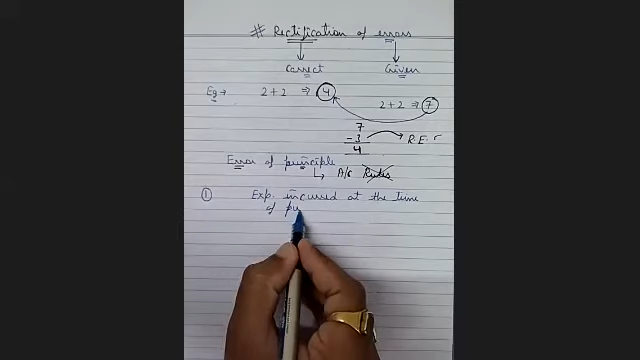 # Rectification of errors
Correct Given
Eg → 2 + 2 ⇒ 4
2 + 2 ⇒ 7
7
- 3 → R.E.
4
Error of principle
↳ A/c Rules
① Exp. incurred at the time
of pu